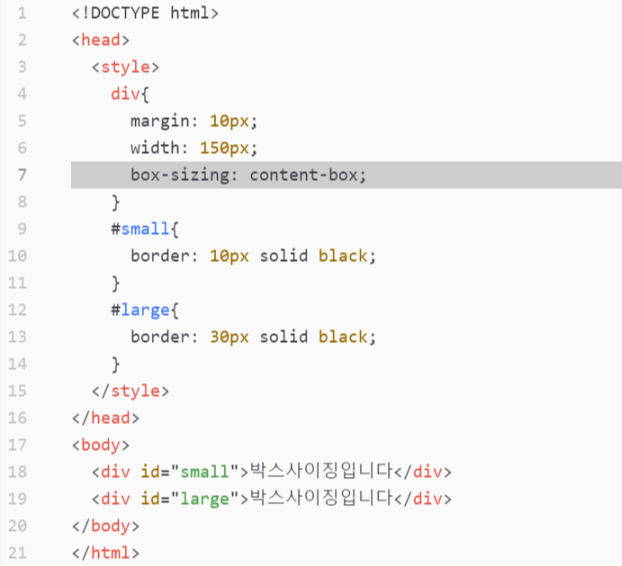 1 <!DOCTYPE html>
2 <head>
3 <style>
4 div{
5 margin: 10px;
6 width: 150px;
7 box-sizing: content-box;
8 }
9 #small{
10 border: 10px solid black;
11 }
12 #large{
13 border: 30px solid black;
14 }
15 </style>
16 </head>
17 <body>
18 <div id="small">박스사이징입니다</div>
19 <div id="large">박스사이징입니다</div>
20 </body>
21 </html>